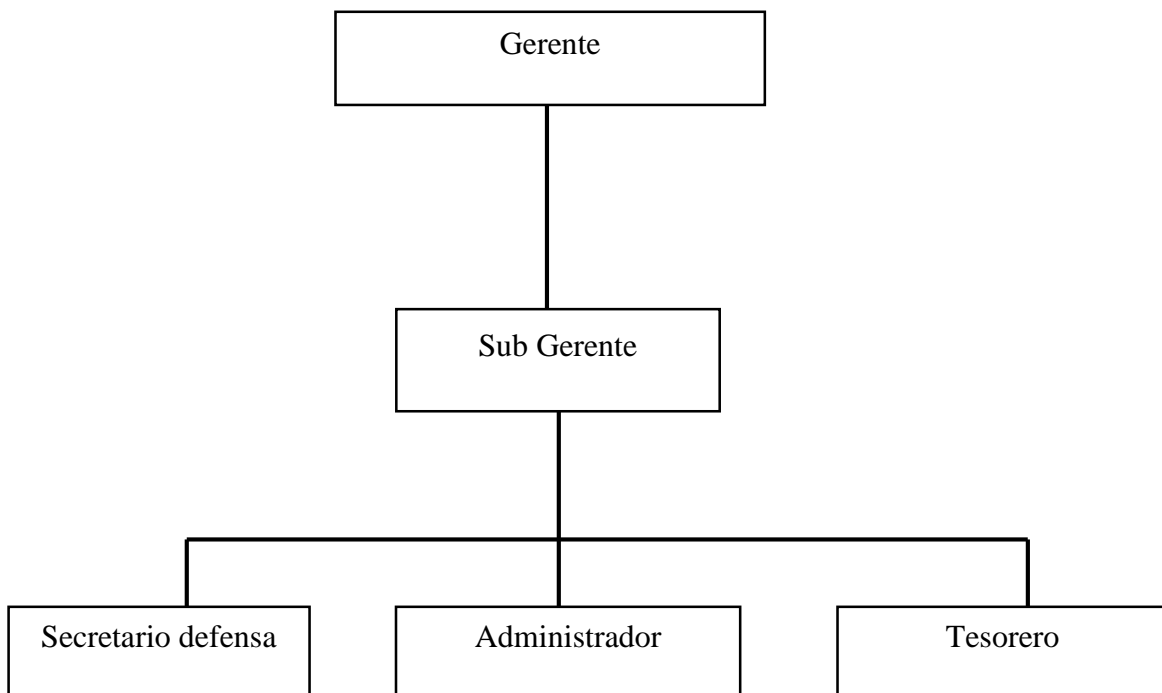 Gerente
Sub Gerente
Secretario defensa
Administrador
Tesorero